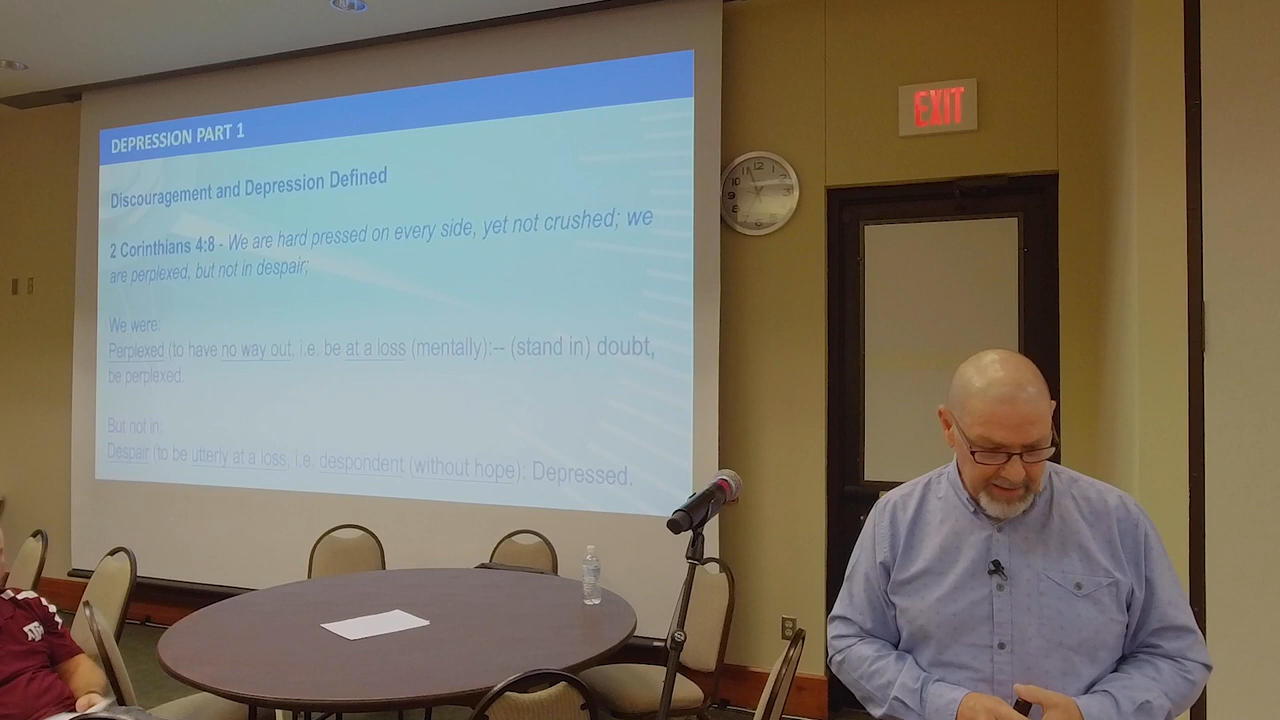 DEPRESSION PART 1
Discouragement and Depression Defined
2 Corinthians 4:8 - We are hard pressed on every side, yet not crushed; we
are perplexed, but not in despair;
We were:
Perplexed (to have no way out, i.e. be at a loss (mentally):-- (stand in) doubt,
be perplexed.
But not in:
Despair (to be utterly at a loss, i.e. despondent (without hope): Depressed.
EXIT